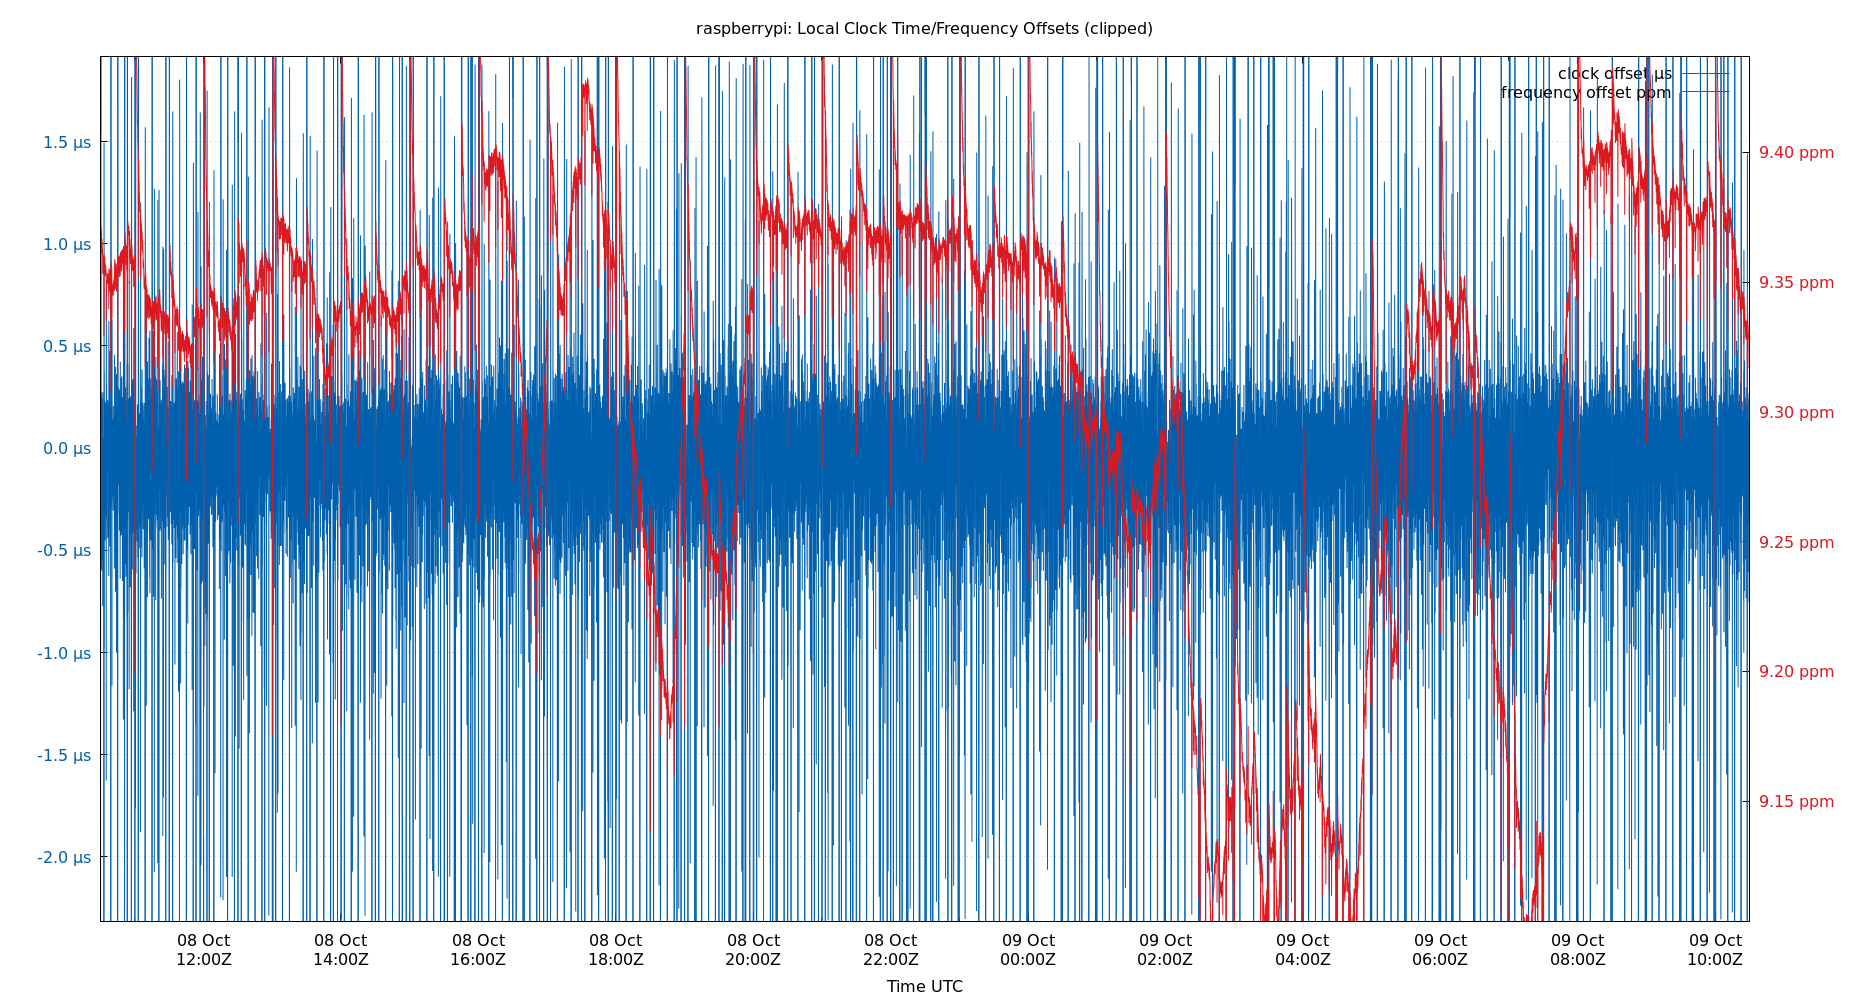 raspberrypi: Local Clock Time/Frequency Offsets (clipped)
clock offset µs
frequency offset ppm
1.5 µs
1.0 µs
0.5 µs
0.0 µs
-0.5 µs
-1.0 µs
-1.5 µs
-2.0 µs
9.40 ppm
9.35 ppm
9.30 ppm
9.25 ppm
9.20 ppm
9.15 ppm
08 Oct 08 Oct 08 Oct 08 Oct 08 Oct 08 Oct 09 Oct 09 Oct 09 Oct 09 Oct 09 Oct 09 Oct
12:00Z 14:00Z 16:00Z 18:00Z 20:00Z 22:00Z 00:00Z 02:00Z 04:00Z 06:00Z 08:00Z 10:00Z
Time UTC